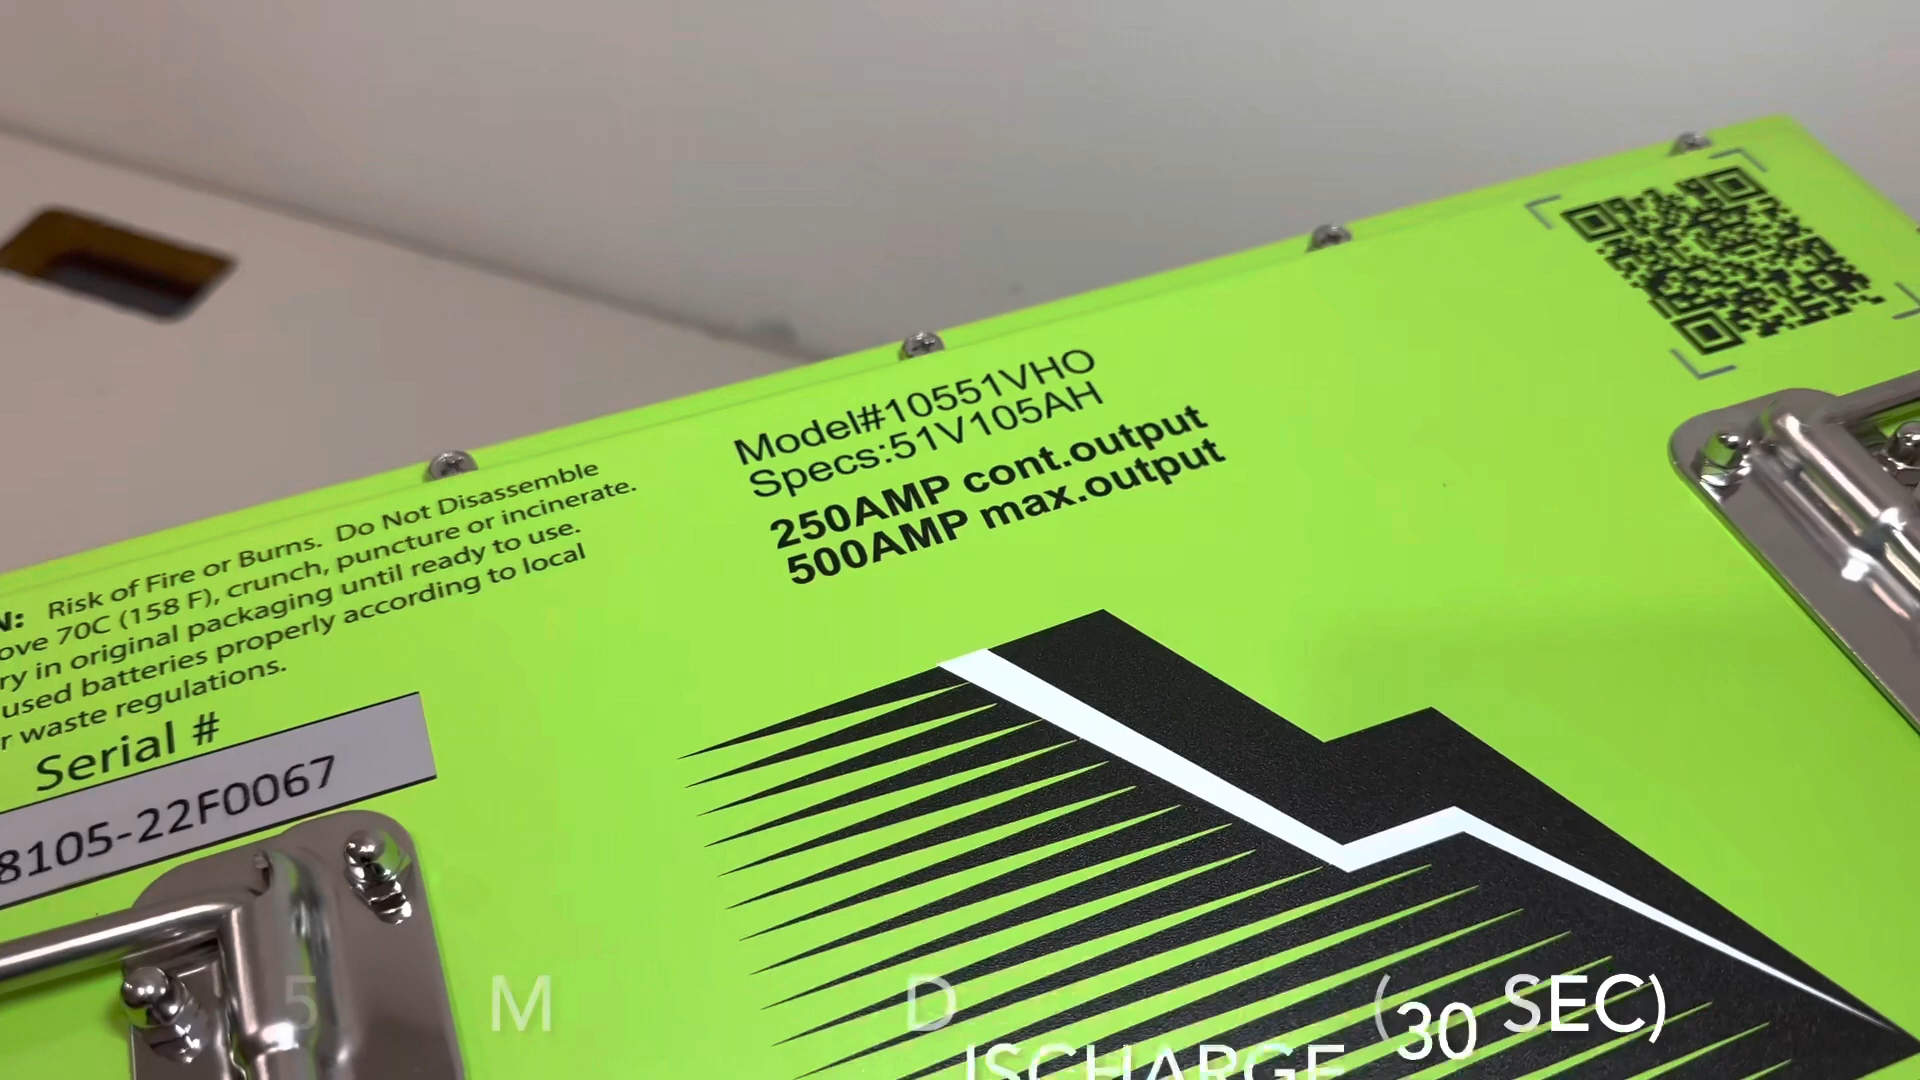 N: Risk of Fire or Burns. Do Not Disassemble
ove 70C (158 F), crunch, puncture or incinerate.
ry in original packaging until ready to use.
used batteries properly according to local
r waste regulations.
Serial #
8105-22F0067
Model#10551VHO
Specs:51V105AH
250AMP cont.output
500AMP max.output
5 M D (30 SEC)
ISCHARGE